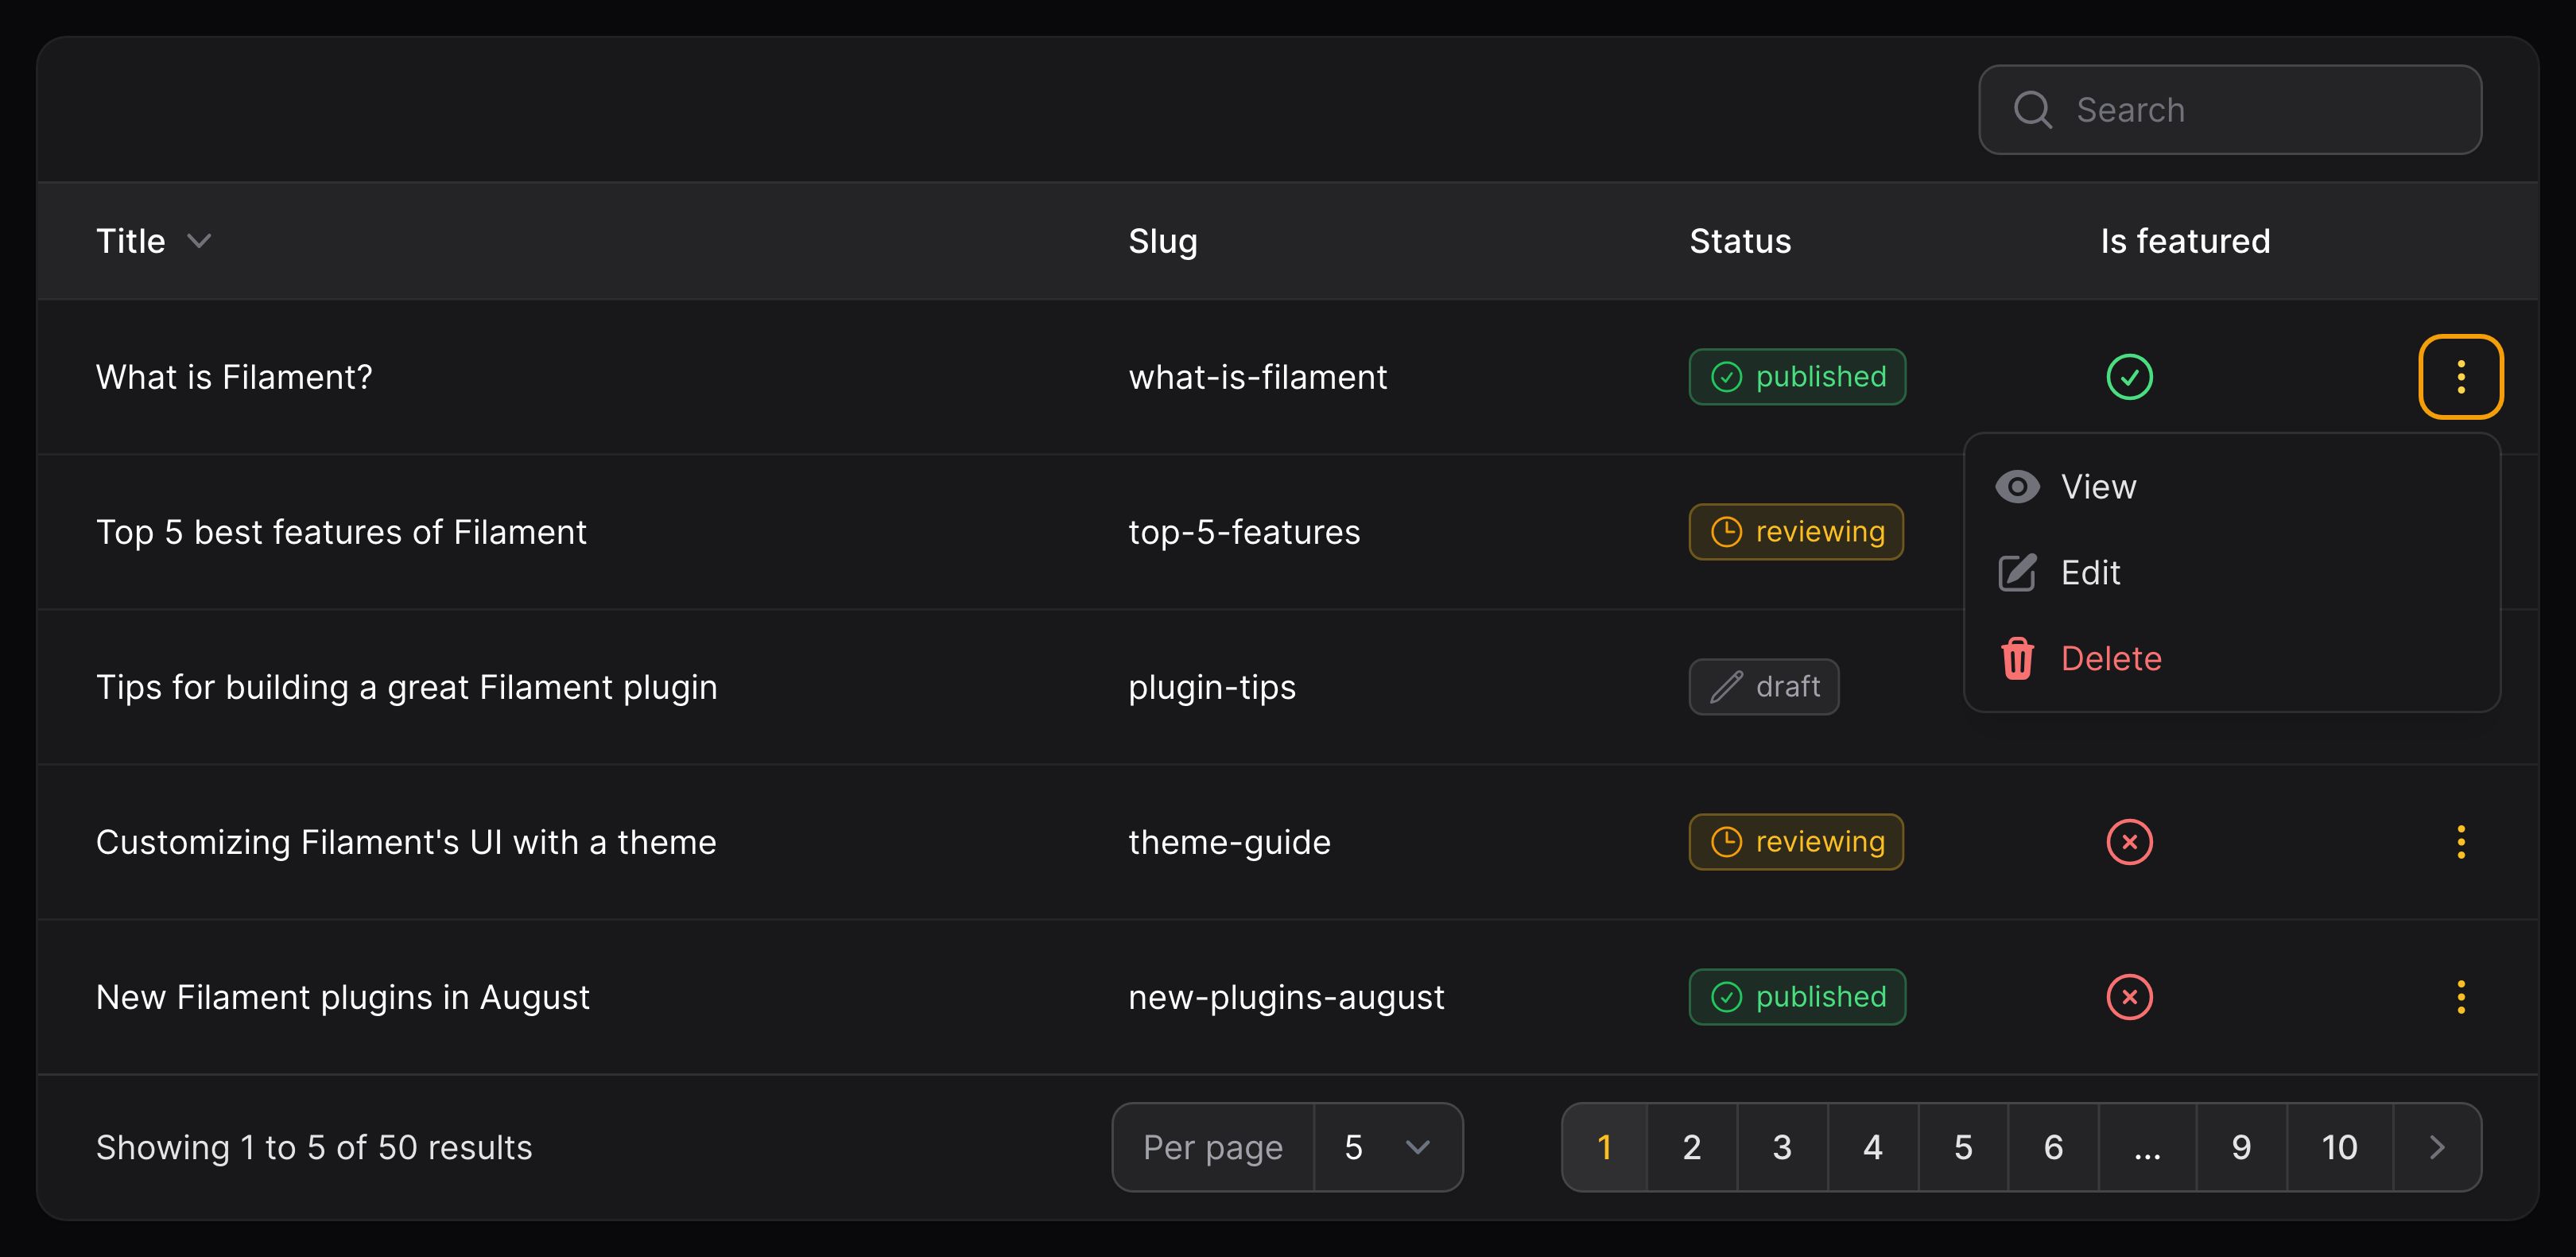 Search
Title Slug Status Is featured
What is Filament? what-is-filament published
View
Top 5 best features of Filament top-5-features reviewing
Edit
Delete
Tips for building a great Filament plugin plugin-tips draft
Customizing Filament's UI with a theme theme-guide reviewing
New Filament plugins in August new-plugins-august published
Showing 1 to 5 of 50 results Per page 5 1 2 3 4 5 6 ... 9 10